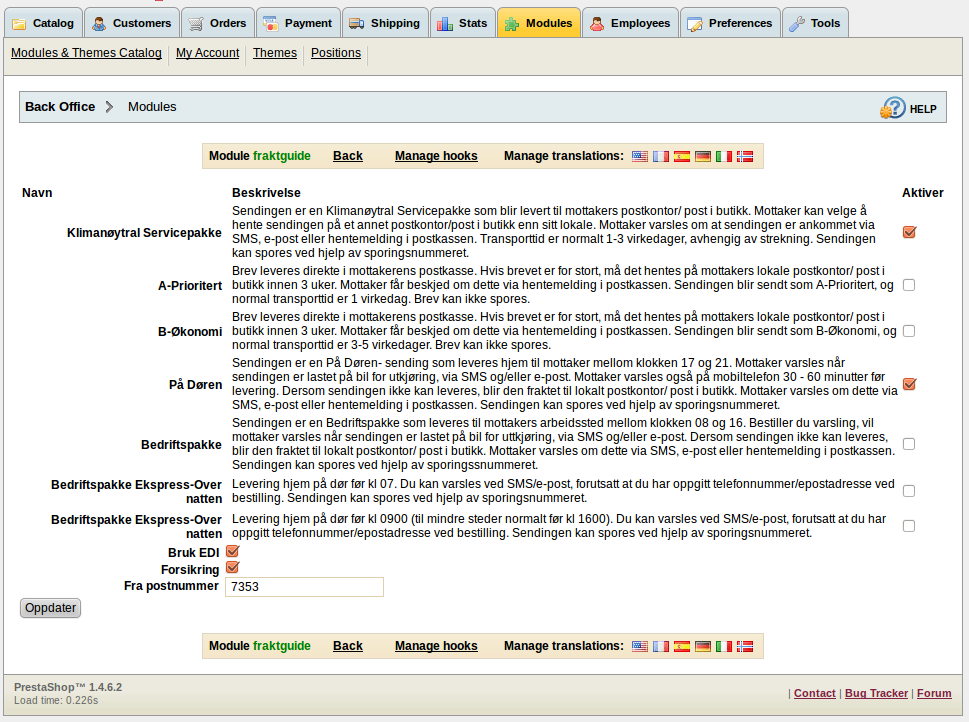 Catalog Customers Orders Payment Shipping Stats Modules Employees Preferences Tools
Modules & Themes Catalog My Account Themes Positions
Back Office Modules HELP
Module fraktguide Back Manage hooks Manage translations:
Navn Beskrivelse Aktiver
Klimanøytral Servicepakke
Sendingen er en Klimanøytral Servicepakke som blir levert til mottakers postkontor/ post i butikk. Mottaker kan velge å
hente sendingen på et annet postkontor/post i butikk enn sitt lokale. Mottaker varsles om at sendingen er ankommet via
SMS, e-post eller hentemelding i postkassen. Transporttid er normalt 1-3 virkedager, avhengig av strekning. Sendingen
kan spores ved hjelp av sporingsnummeret.
A-Prioritert
Brev leveres direkte i mottakerens postkasse. Hvis brevet er for stort, må det hentes på mottakers lokale postkontor/ post i
butikk innen 3 uker. Mottaker får beskjed om dette via hentemelding i postkassen. Sendingen blir sendt som A-Prioritert, og
normal transporttid er 1 virkedag. Brev kan ikke spores.
B-Økonomi
Brev leveres direkte i mottakerens postkasse. Hvis brevet er for stort, må det hentes på mottakers lokale postkontor/ post i
butikk innen 3 uker. Mottaker får beskjed om dette via hentemelding i postkassen. Sendingen blir sendt som B-Økonomi, og
normal transporttid er 3-5 virkedager. Brev kan ikke spores.
På Døren
Sendingen er en På Døren- sending som leveres hjem til mottaker mellom klokken 17 og 21. Mottaker varsles når
sendingen er lastet på bil for utkjøring, via SMS og/eller e-post. Mottaker varsles også på mobiltelefon 30 - 60 minutter før
levering. Dersom sendingen ikke kan leveres, blir den fraktet til lokalt postkontor/ post i butikk. Mottaker varsles om dette via
SMS, e-post eller hentemelding i postkassen. Sendingen kan spores ved hjelp av sporingsnummeret.
Bedriftspakke
Sendingen er en Bedriftspakke som leveres til mottakers arbeidssted mellom klokken 08 og 16. Bestiller du varsling, vil
mottaker varsles når sendingen er lastet på bil for uttkjøring, via SMS og/eller e-post. Dersom sendingen ikke kan leveres,
blir den fraktet til lokalt postkontor/ post i butikk. Mottaker varsles om dette via SMS, e-post eller hentemelding i postkassen.
Sendingen kan spores ved hjelp av sporingssnummeret.
Bedriftspakke Ekspress-Over
natten
Levering hjem på dør før kl 07. Du kan varsles ved SMS/e-post, forutsatt at du har oppgitt telefonnummer/epostadresse ved
bestilling. Sendingen kan spores ved hjelp av sporingsnummeret.
Bedriftspakke Ekspress-Over
natten
Levering hjem på dør før kl 0900 (til mindre steder normalt før kl 1600). Du kan varsles ved SMS/e-post, forutsatt at du har
oppgitt telefonnummer/epostadresse ved bestilling. Sendingen kan spores ved hjelp av sporingsnummeret.
Bruk EDI
Forsikring
Fra postnummer 7353
Oppdater
Module fraktguide Back Manage hooks Manage translations:
PrestaShop™ 1.4.6.2
Load time: 0.226s
| Contact | Bug Tracker | Forum